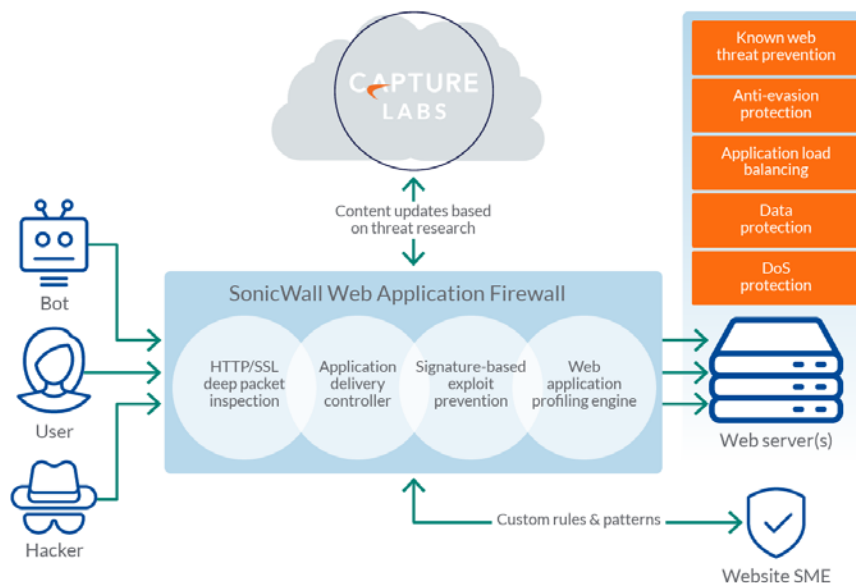 CAPTURE
LABS
Known web
threat prevention
Anti-evasion
protection
Application load
balancing
Data
protection
DoS
protection
Content updates based
on threat research
Bot
User
Hacker
SonicWall Web Application Firewall
HTTP/SSL
deep packet
inspection
Application
delivery
controller
Signature-based
exploit
prevention
Web
application
profiling engine
Web server(s)
Custom rules & patterns
Website SME